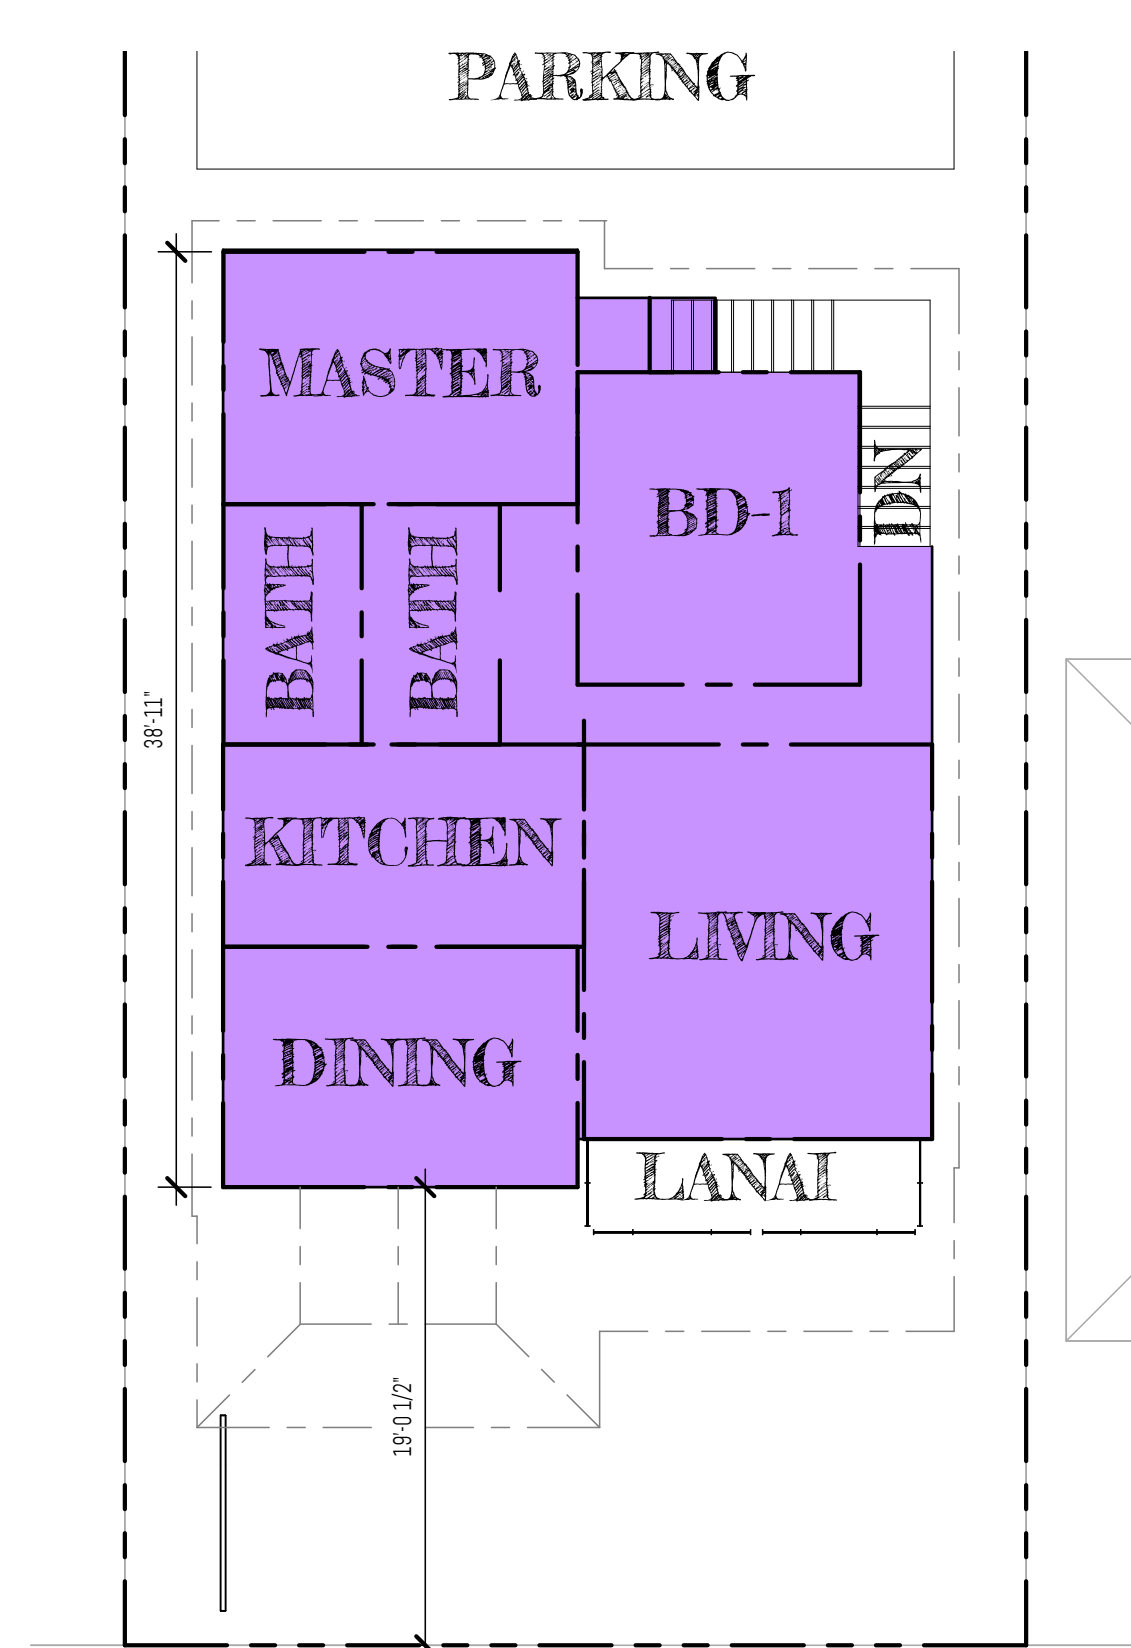 PARKING
MASTER
BD-1
DN
BATH
BATH
38'-11"
KITCHEN
LIVING
DINING
LANAI
19'-0 1/2"